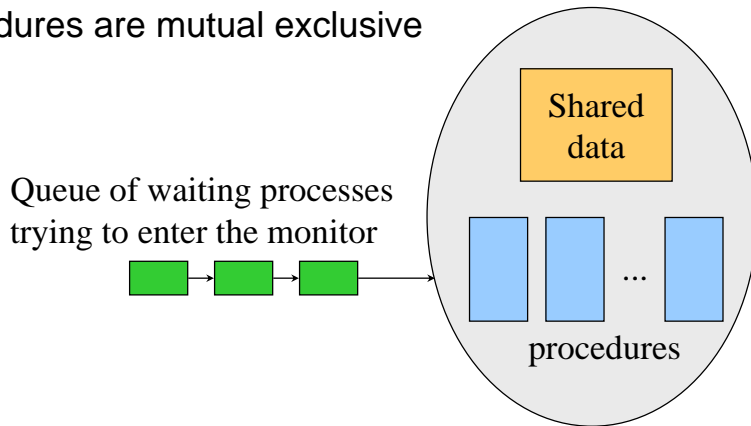 dures are mutual exclusive
Shared
data
Queue of waiting processes
trying to enter the monitor
...
procedures